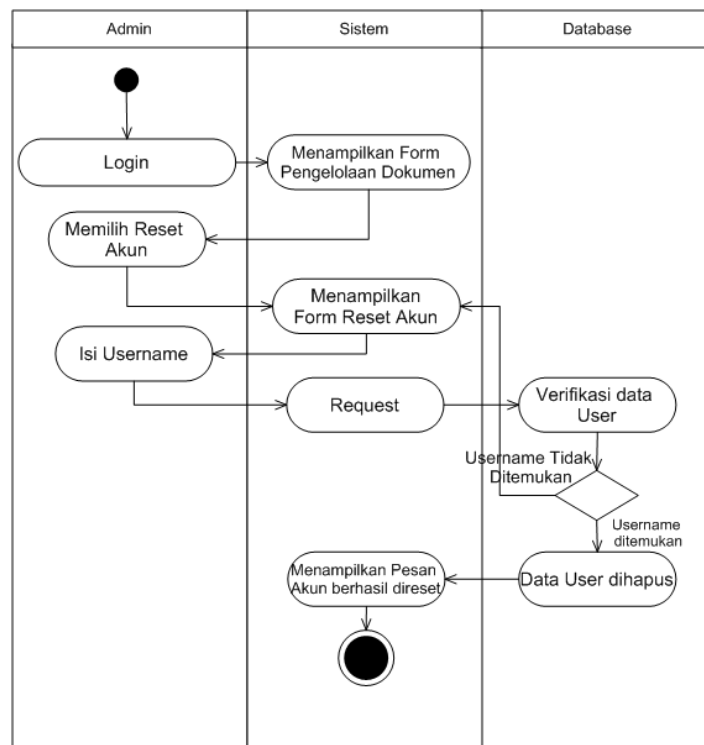 Admin
Sistem
Database
Login
Menampilkan Form
Pengelolaan Dokumen
Memilih Reset
Akun
Menampilkan
Form Reset Akun
Isi Username
Request
Verifikasi data
User
Username Tidak
Ditemukan
Username
ditemukan
Data User dihapus
Menampilkan Pesan
Akun berhasil direset